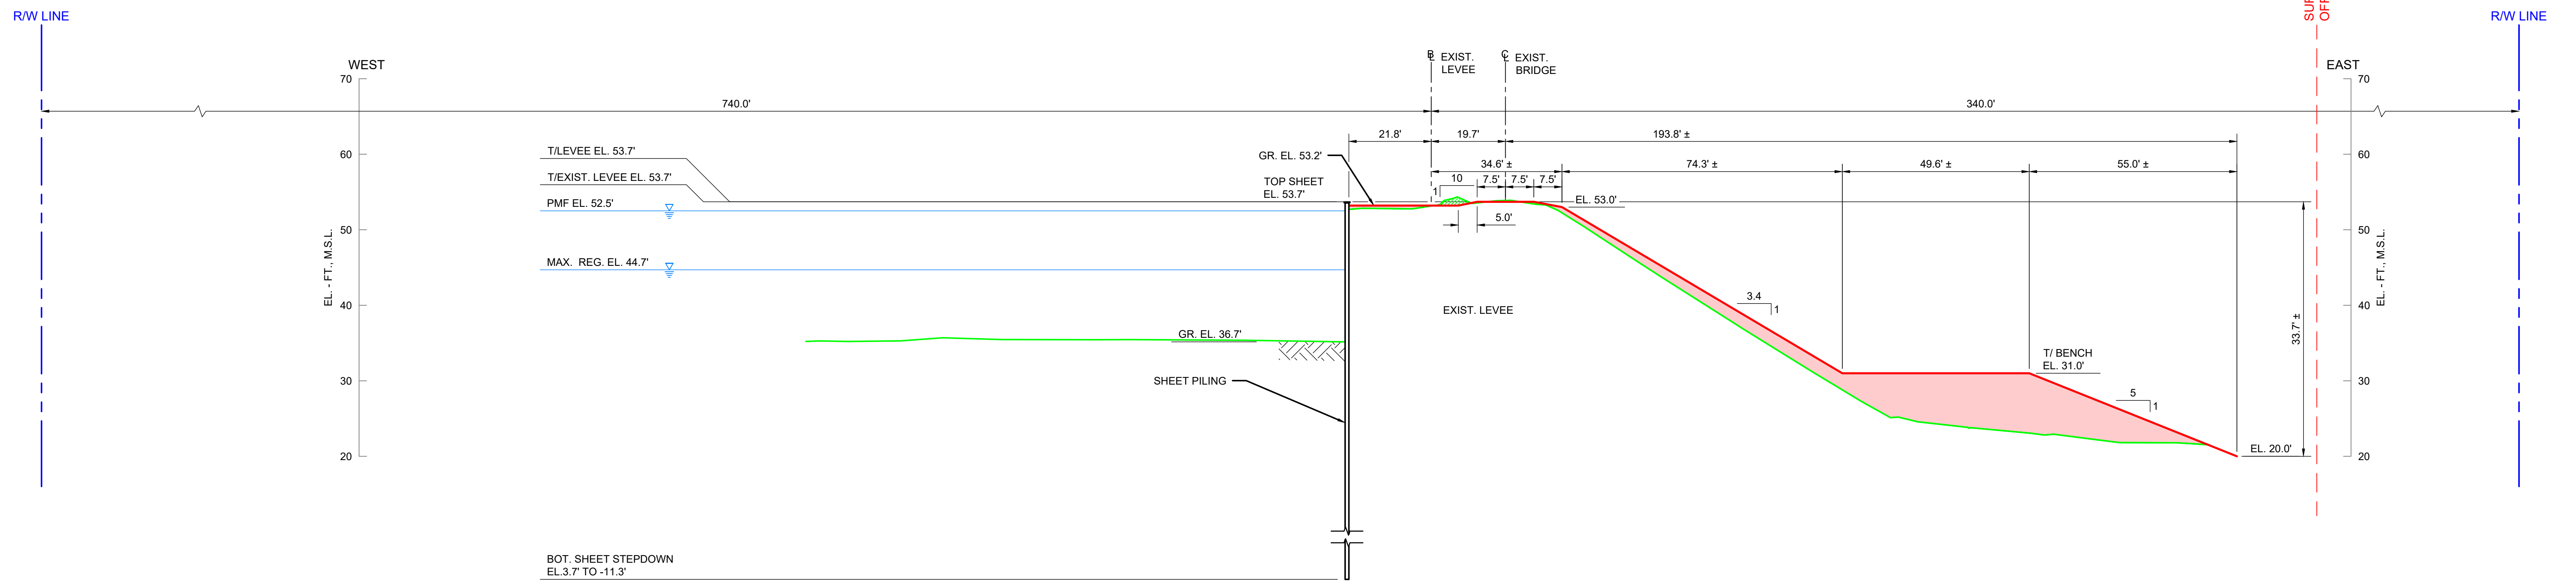 R/W LINE
SUR
OFF
R/W LINE
WEST
B
L EXIST.
LEVEE
C
L EXIST.
BRIDGE
EAST
70
70
740.0'
340.0'
21.8'
19.7'
193.8' ±
T/LEVEE EL. 53.7'
GR. EL. 53.2'
60
60
34.6' ±
74.3' ±
49.6' ±
55.0' ±
T/EXIST. LEVEE EL. 53.7'
TOP SHEET
EL. 53.7'
10
1
7.5'
7.5'
7.5'
PMF EL. 52.5'
EL. 53.0'
5.0'
50
50
EL. - FT., M.S.L.
EL. - FT., M.S.L.
MAX. REG. EL. 44.7'
40
40
EXIST. LEVEE
3.4
1
33.7' ±
GR. EL. 36.7'
T/ BENCH
EL. 31.0'
30
30
SHEET PILING
5
1
EL. 20.0'
20
20
BOT. SHEET STEPDOWN
EL.3.7' TO -11.3'